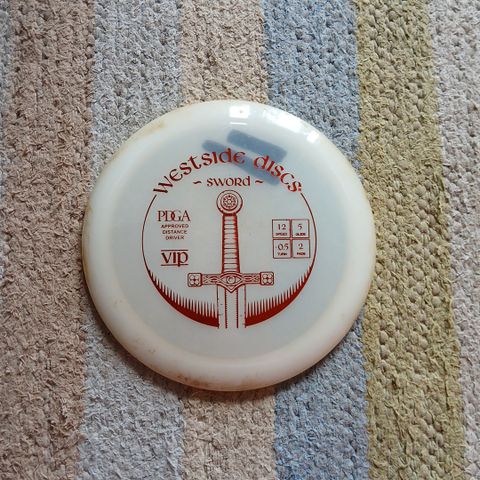 Westside Discs
~ SWORD ~
PDGA
APPROVED
DISTANCE
DRIVER
VIP
12 5
SPEED GLIDE
0.5 2
TURN FADE